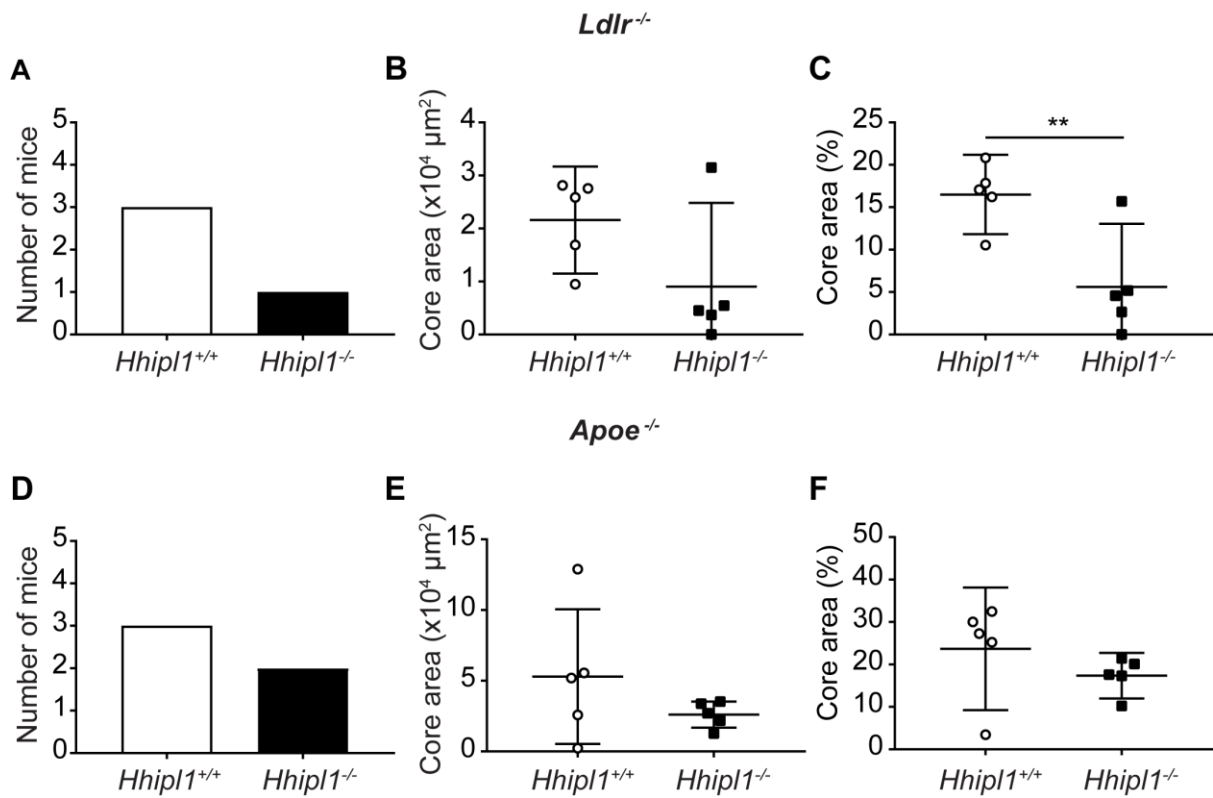 Ldlr-/-
A
B
C
Number of mice
5
4
3
2
1
0
Hhipl1+/+
Hhipl1-/-
Core area (x10⁴ µm²)
4
3
2
1
0
Hhipl1+/+
Hhipl1-/-
Core area (%)
25
20
15
10
5
0
**
Hhipl1+/+
Hhipl1-/-
Apoe-/-
D
E
F
Number of mice
5
4
3
2
1
0
Hhipl1+/+
Hhipl1-/-
Core area (x10⁴ µm²)
15
10
5
0
Hhipl1+/+
Hhipl1-/-
Core area (%)
50
40
30
20
10
0
Hhipl1+/+
Hhipl1-/-